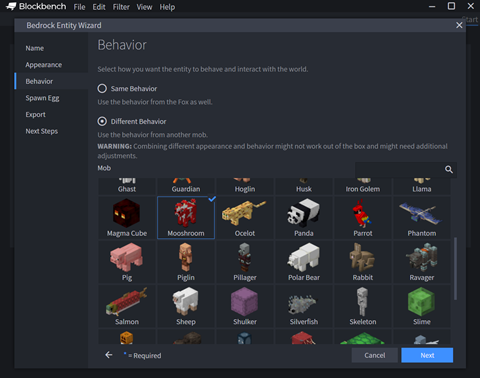 Blockbench File Edit Filter View Help
Start
Bedrock Entity Wizard
Name
Appearance
Behavior
Spawn Egg
Export
Next Steps
Behavior
Select how you want the entity to behave and interact with the world.
Same Behavior
Use the behavior from the Fox as well.
Different Behavior
Use the behavior from another mob.
WARNING: Combining different appearance and behavior might not work out of the box and might need additional
adjustments.
Mob
Ghast Guardian Hoglin Husk Iron Golem Llama
Magma Cube Mooshroom Ocelot Panda Parrot Phantom
Pig Piglin Pillager Polar Bear Rabbit Ravager
Salmon Sheep Shulker Silverfish Skeleton Slime
* = Required
Cancel Next